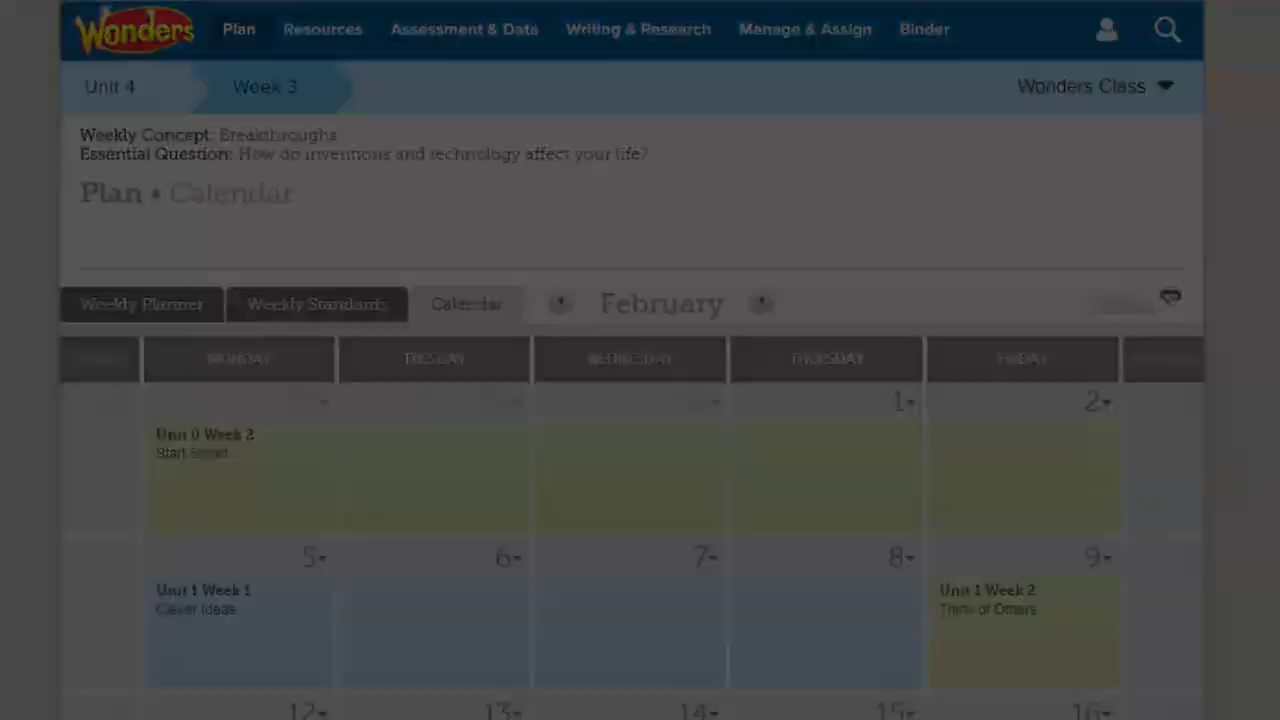 Wonders Plan Resources Assessment & Data Writing & Research Manage & Assign Binder
Unit 4 Week 3 Wonders Class
Weekly Concept: Breakthroughs
Essential Question: How do inventions and technology affect your life?
Plan • Calendar
Weekly Planner Weekly Standards Calendar February
MONDAY TUESDAY WEDNESDAY THURSDAY FRIDAY
1 2
Unit 0 Week 2
Start Smart
5 6 7 8 9
Unit 1 Week 1 Unit 1 Week 2
Clever Ideas Think of Others
12 13 14 15 16